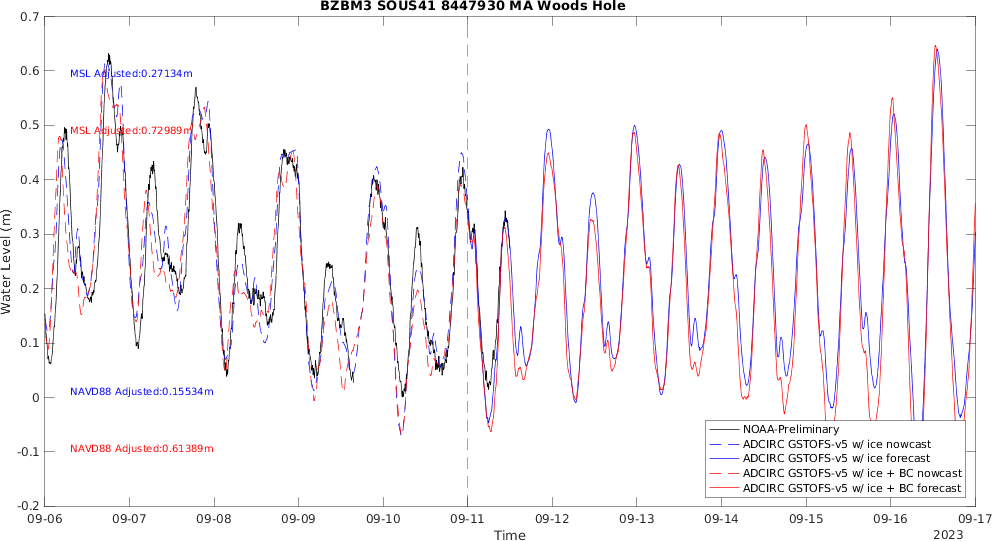 BZBM3 SOUS41 8447930 MA Woods Hole
0.7
0.6
0.5
0.4
0.3
0.2
0.1
0
-0.1
-0.2
Water Level (m)
MSL Adjusted:0.27134m
MSL Adjusted:0.72989m
NAVD88 Adjusted:0.15534m
NAVD88 Adjusted:0.61389m
NOAA-Preliminary
ADCIRC GSTOFS-v5 w/ ice nowcast
ADCIRC GSTOFS-v5 w/ ice forecast
ADCIRC GSTOFS-v5 w/ ice + BC nowcast
ADCIRC GSTOFS-v5 w/ ice + BC forecast
09-06 09-07 09-08 09-09 09-10 09-11 09-12 09-13 09-14 09-15 09-16 09-17
Time
2023